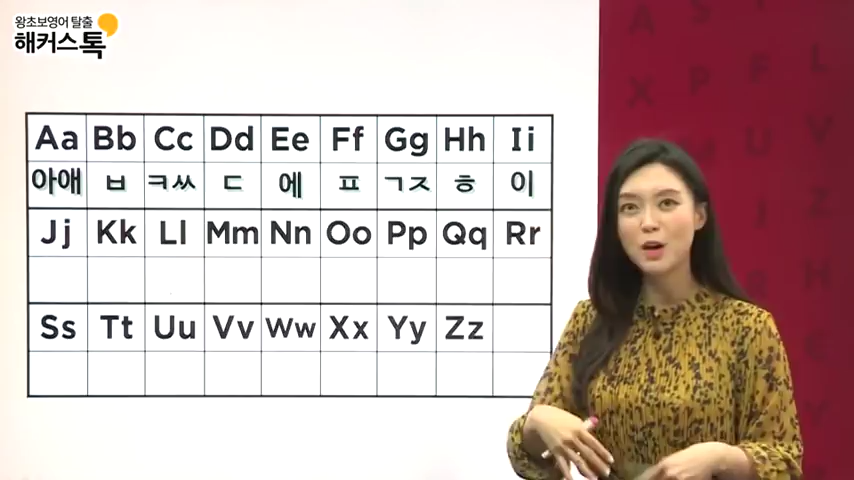 왕초보영어 탈출
해커스톡
Aa Bb Cc Dd Ee Ff Gg Hh Ii
아애 ㅂ ㅋㅆ ㄷ 에 ㅍ ㄱㅈ ㅎ 이
Jj Kk Ll Mm Nn Oo Pp Qq Rr
Ss Tt Uu Vv Ww Xx Yy Zz